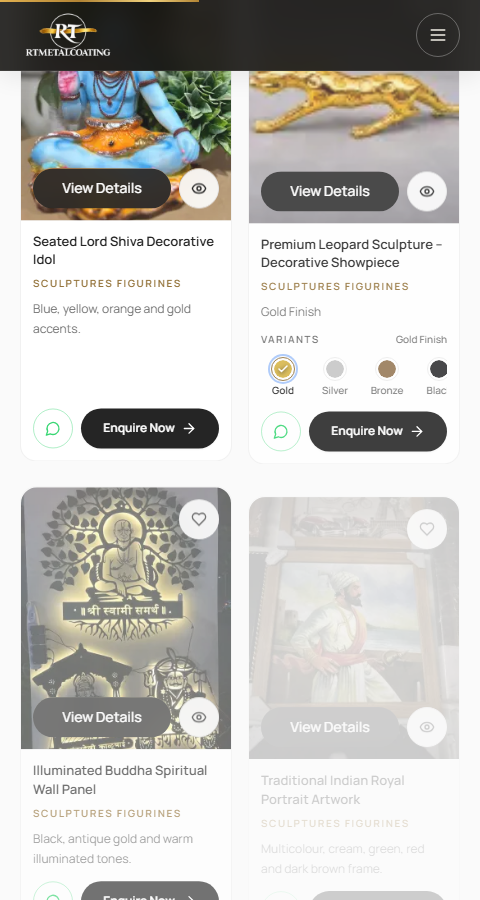 RT
RTMETALCOATING
View Details
View Details
Seated Lord Shiva Decorative
Idol
SCULPTURES FIGURINES
Blue, yellow, orange and gold
accents.
Enquire Now →
Premium Leopard Sculpture –
Decorative Showpiece
SCULPTURES FIGURINES
Gold Finish
VARIANTS
Gold Finish
Gold
Silver
Bronze
Blac
Enquire Now →
॥श्री स्वामी समर्थ॥
View Details
Illuminated Buddha Spiritual
Wall Panel
SCULPTURES FIGURINES
Black, antique gold and warm
illuminated tones.
Enquire Now
View Details
Traditional Indian Royal
Portrait Artwork
SCULPTURES FIGURINES
Multicolour, cream, green, red
and dark brown frame.